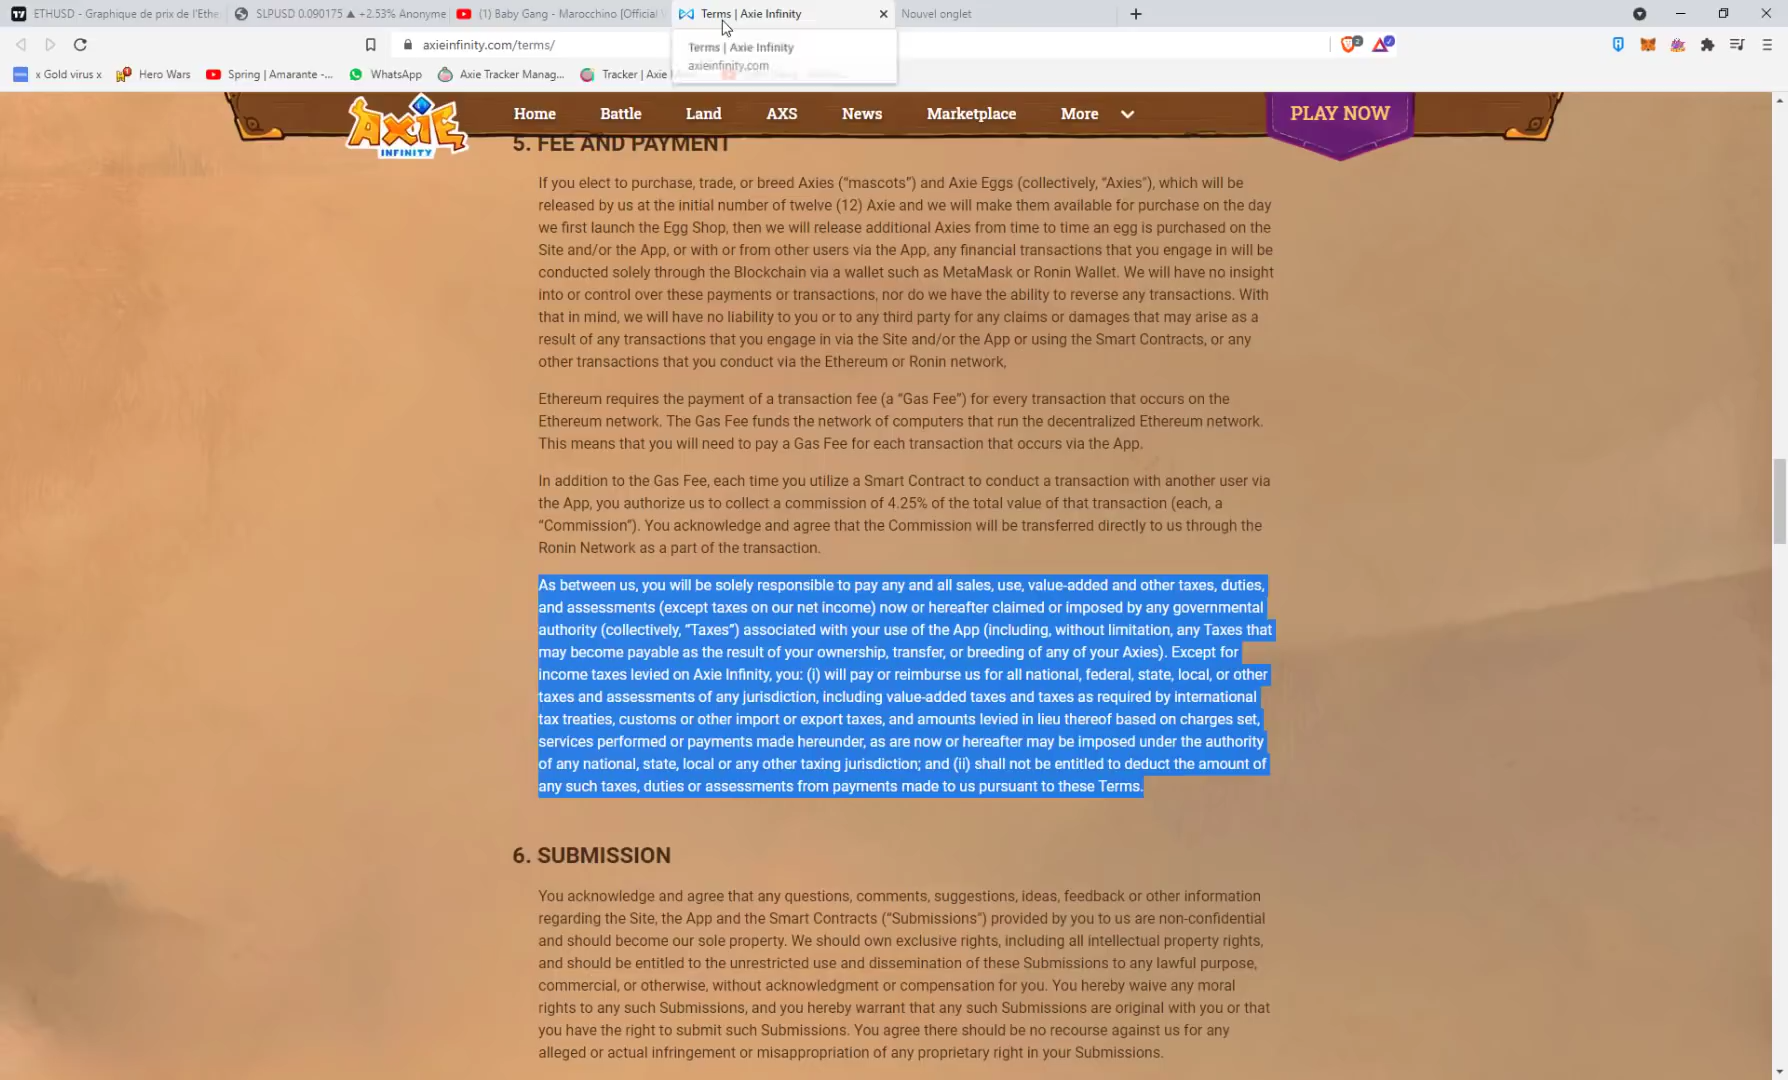 ETHUSD - Graphique de prix de l'Ethe
SLPUSD 0.090175 ▲ +2.53% Anonyme
(1) Baby Gang - Marocchino [Official
Terms | Axie Infinity
Nouvel onglet
axieinfinity.com/terms/
Terms | Axie Infinity
axieinfinity.com
x Gold virus x
Hero Wars
Spring | Amarante -...
WhatsApp
Axie Tracker Manag...
Tracker | Axie
AXIE
INFINITY
Home
Battle
Land
AXS
News
Marketplace
More
PLAY NOW
5. FEE AND PAYMENT
If you elect to purchase, trade, or breed Axies (“mascots”) and Axie Eggs (collectively, “Axies”), which will be
released by us at the initial number of twelve (12) Axie and we will make them available for purchase on the day
we first launch the Egg Shop, then we will release additional Axies from time to time an egg is purchased on the
Site and/or the App, or with or from other users via the App, any financial transactions that you engage in will be
conducted solely through the Blockchain via a wallet such as MetaMask or Ronin Wallet. We will have no insight
into or control over these payments or transactions, nor do we have the ability to reverse any transactions. With
that in mind, we will have no liability to you or to any third party for any claims or damages that may arise as a
result of any transactions that you engage in via the Site and/or the App or using the Smart Contracts, or any
other transactions that you conduct via the Ethereum or Ronin network,
Ethereum requires the payment of a transaction fee (a “Gas Fee”) for every transaction that occurs on the
Ethereum network. The Gas Fee funds the network of computers that run the decentralized Ethereum network.
This means that you will need to pay a Gas Fee for each transaction that occurs via the App.
In addition to the Gas Fee, each time you utilize a Smart Contract to conduct a transaction with another user via
the App, you authorize us to collect a commission of 4.25% of the total value of that transaction (each, a
“Commission”). You acknowledge and agree that the Commission will be transferred directly to us through the
Ronin Network as a part of the transaction.
As between us, you will be solely responsible to pay any and all sales, use, value-added and other taxes, duties,
and assessments (except taxes on our net income) now or hereafter claimed or imposed by any governmental
authority (collectively, “Taxes”) associated with your use of the App (including, without limitation, any Taxes that
may become payable as the result of your ownership, transfer, or breeding of any of your Axies). Except for
income taxes levied on Axie Infinity, you: (i) will pay or reimburse us for all national, federal, state, local, or other
taxes and assessments of any jurisdiction, including value-added taxes and taxes as required by international
tax treaties, customs or other import or export taxes, and amounts levied in lieu thereof based on charges set,
services performed or payments made hereunder, as are now or hereafter may be imposed under the authority
of any national, state, local or any other taxing jurisdiction; and (ii) shall not be entitled to deduct the amount of
any such taxes, duties or assessments from payments made to us pursuant to these Terms.
6. SUBMISSION
You acknowledge and agree that any questions, comments, suggestions, ideas, feedback or other information
regarding the Site, the App and the Smart Contracts (“Submissions”) provided by you to us are non-confidential
and should become our sole property. We should own exclusive rights, including all intellectual property rights,
and should be entitled to the unrestricted use and dissemination of these Submissions to any lawful purpose,
commercial, or otherwise, without acknowledgment or compensation for you. You hereby waive any moral
rights to any such Submissions, and you hereby warrant that any such Submissions are original with you or that
you have the right to submit such Submissions. You agree there should be no recourse against us for any
alleged or actual infringement or misappropriation of any proprietary right in your Submissions.